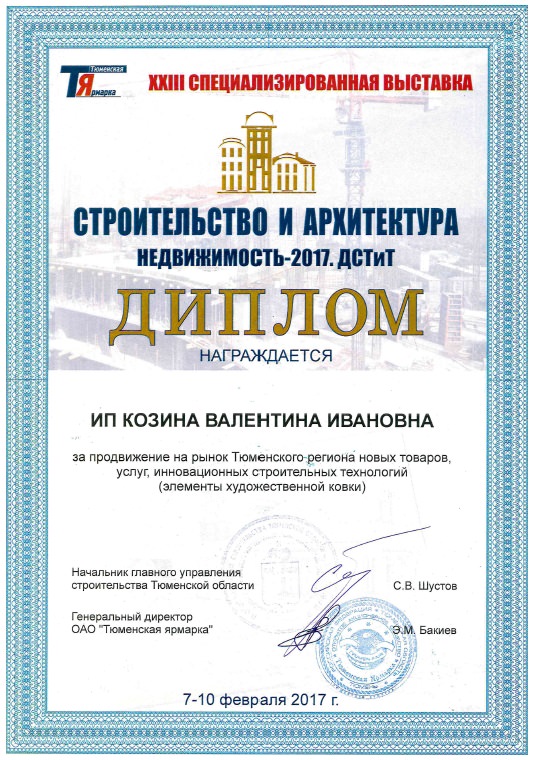 Тюменская
Ярмарка
XXIII СПЕЦИАЛИЗИРОВАННАЯ ВЫСТАВКА
СТРОИТЕЛЬСТВО И АРХИТЕКТУРА
НЕДВИЖИМОСТЬ-2017. ДСТиТ
ДИПЛОМ
НАГРАЖДАЕТСЯ
ИП КОЗИНА ВАЛЕНТИНА ИВАНОВНА
за продвижение на рынок Тюменского региона новых товаров,
услуг, инновационных строительных технологий
(элементы художественной ковки)
Начальник главного управления
строительства Тюменской области
С.В. Шустов
Генеральный директор
ОАО "Тюменская ярмарка"
Э.М. Бакиев
Тюменская Ярмарка
7-10 февраля 2017 г.